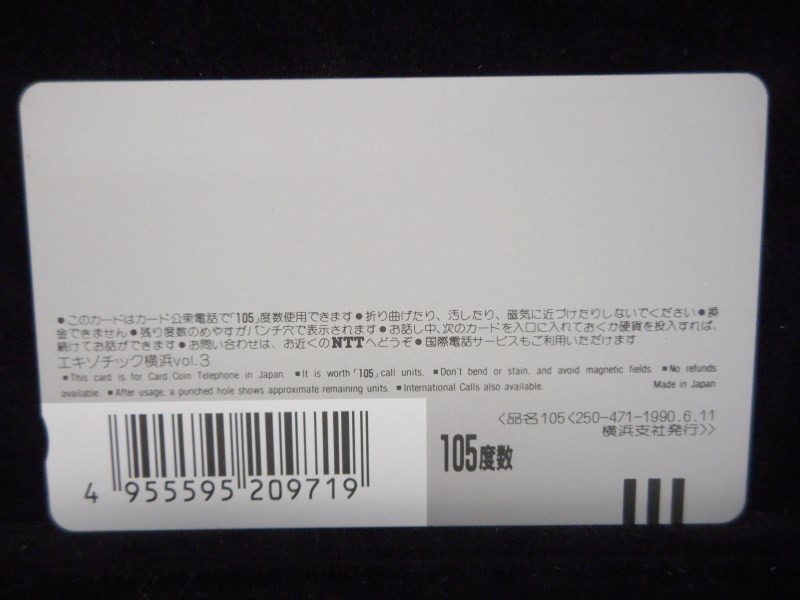 ●このカードはカード公衆電話で「105」度数使用できます●折り曲げたり、汚したり、磁気に近づけたりしないでください●換
金できません●残り度数のめやすがパンチ穴で表示されます●お話し中、次のカードを入口に入れておくか硬貨を投入すれば、
続けてお話ができます●お問い合わせは、お近くのNTTへどうぞ●国際電話サービスもご利用いただけます
エキゾチック横浜vol.3
■This card is for Card Coin Telephone in Japan. ■It is worth「105」call units. ■Don't bend or stain, and avoid magnetic fields. ■No refunds
available. ■After usage, a punched hole shows approximate remaining units. ■International Calls also available. Made in Japan
〈品名105〈250-471-1990.6.11
横浜支社発行〉〉
105度数
4 955595 209719